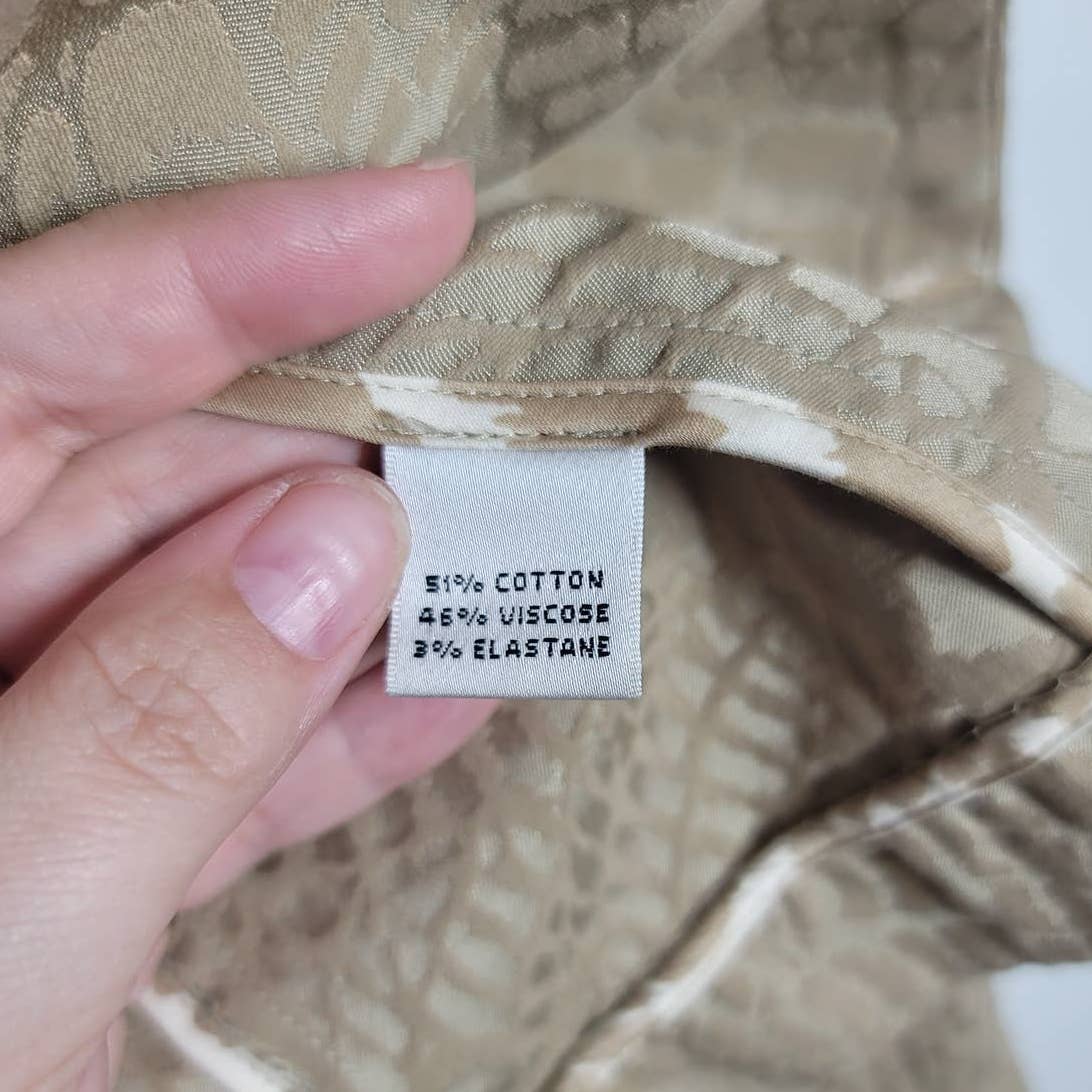 51% COTTON
46% VISCOSE
3% ELASTANE